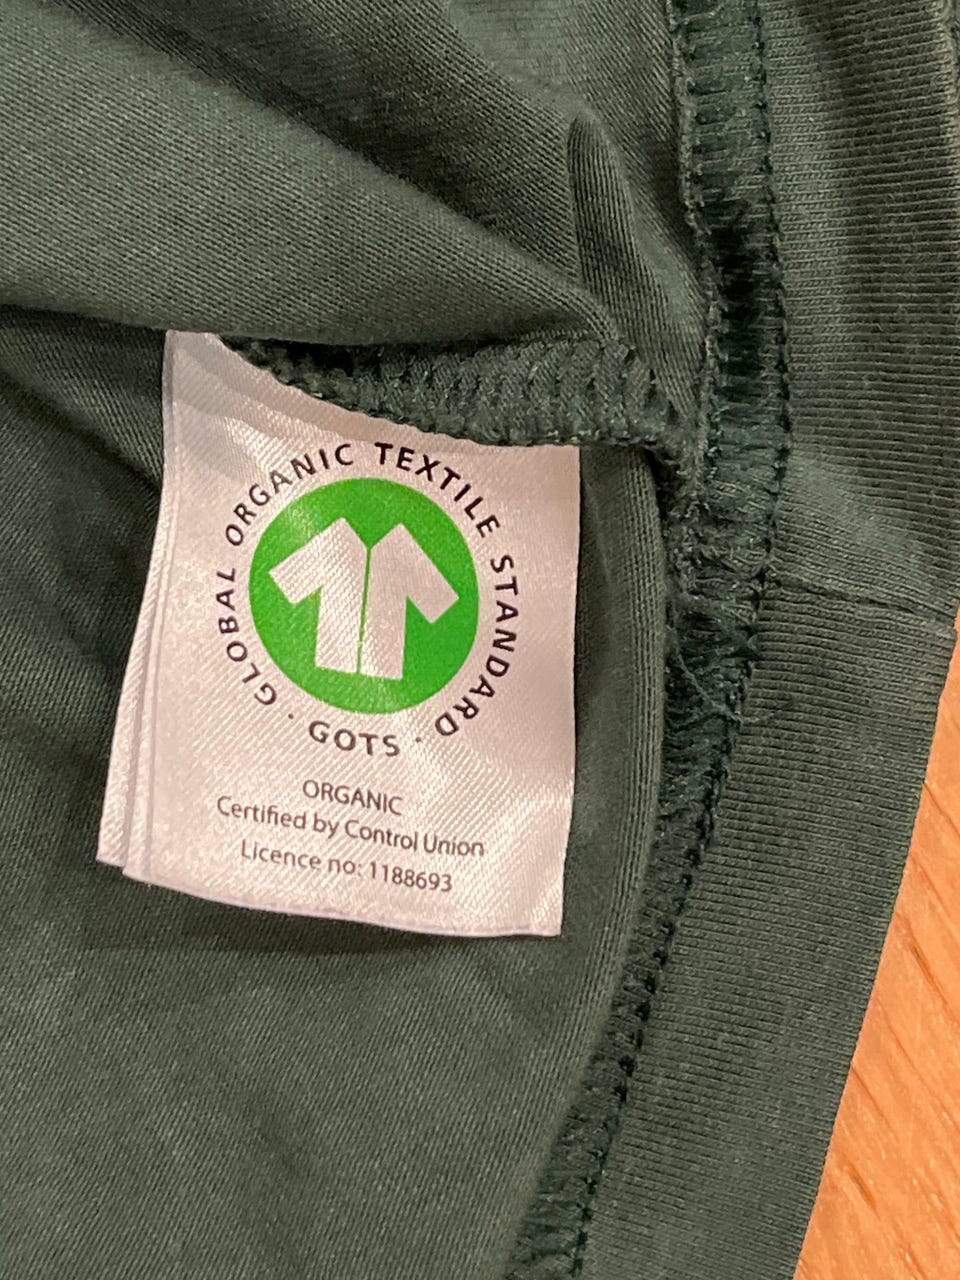 GLOBAL ORGANIC TEXTILE STANDARD · GOTS ·
ORGANIC
Certified by Control Union
Licence no: 1188693